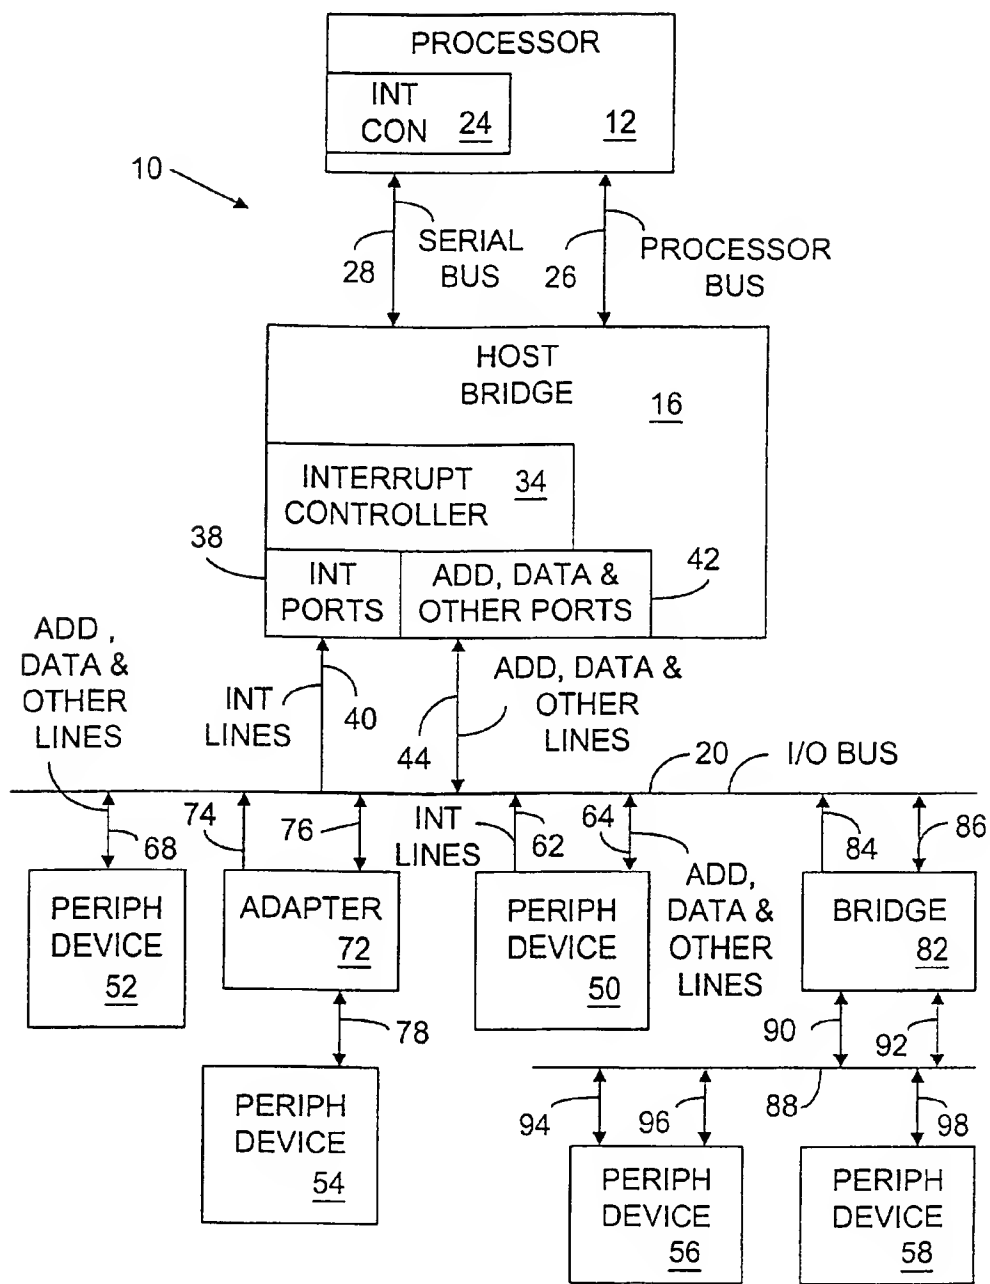 PROCESSOR
INT
CON
24
12
10
28
SERIAL
BUS
26
PROCESSOR
BUS
HOST
BRIDGE
16
INTERRUPT
CONTROLLER
34
38
INT
PORTS
ADD, DATA &
OTHER PORTS
42
ADD ,
DATA &
OTHER
LINES
INT
LINES
40
44
ADD, DATA &
OTHER
LINES
20
I/O BUS
68
74
76
INT
LINES
62
64
84
86
ADD,
DATA &
OTHER
LINES
PERIPH
DEVICE
52
ADAPTER
72
PERIPH
DEVICE
50
BRIDGE
82
78
90
92
88
PERIPH
DEVICE
54
94
96
98
PERIPH
DEVICE
56
PERIPH
DEVICE
58